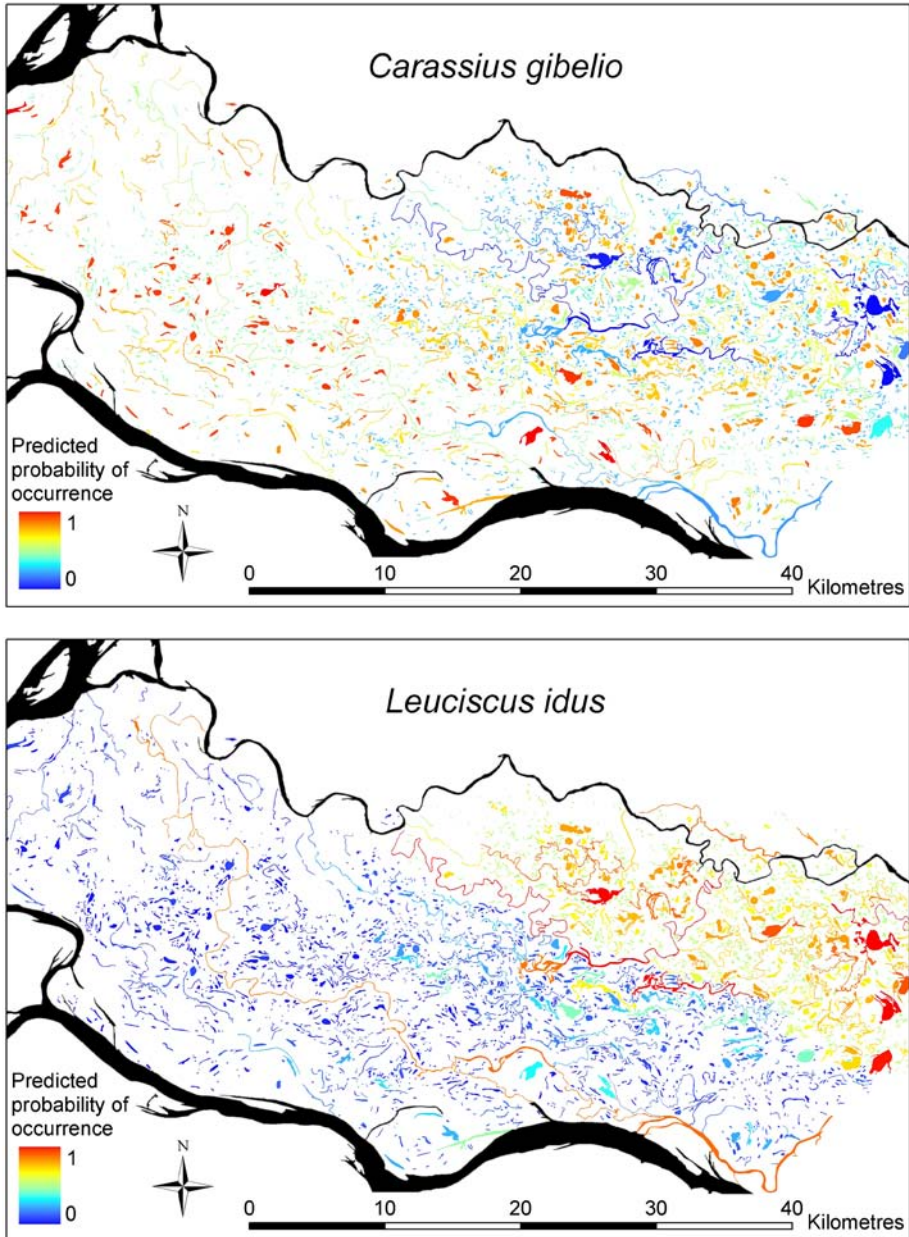 Carassius gibelio
Predicted
probability of
occurrence
1
0
N
0 10 20 30 40 Kilometres
Leuciscus idus
Predicted
probability of
occurrence
1
0
N
0 10 20 30 40 Kilometres